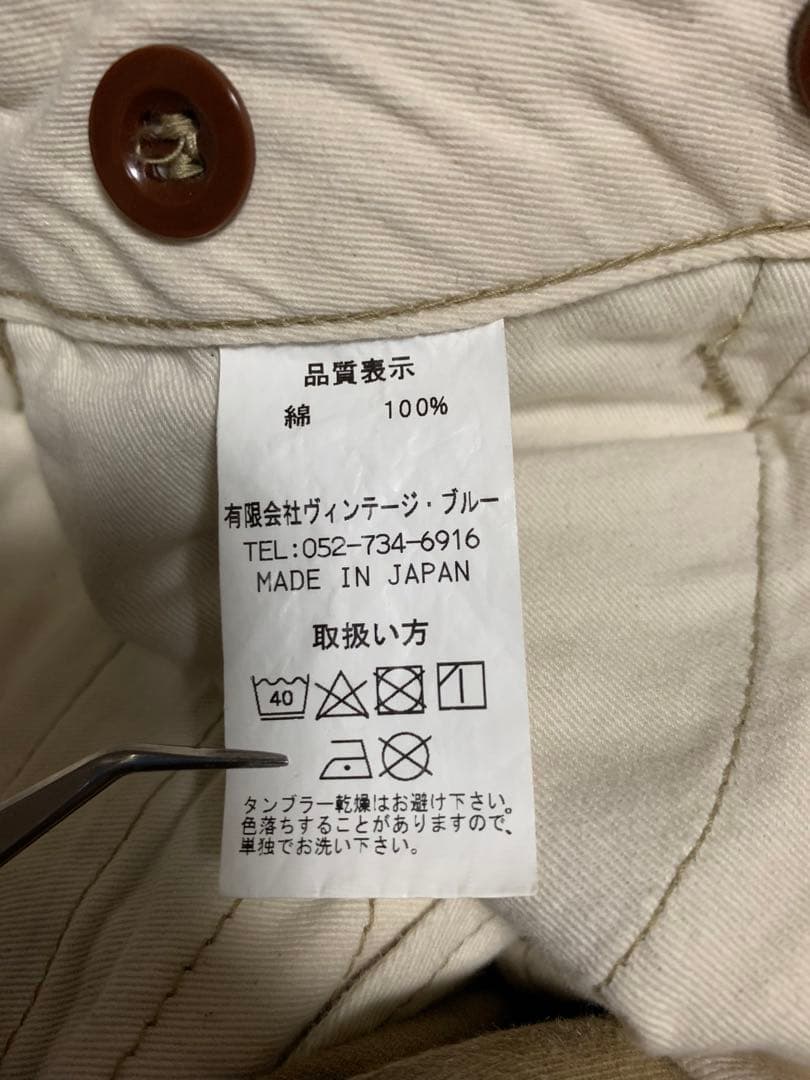 品質表示
綿 100%
有限会社ヴィンテージ・ブルー
TEL:052-734-6916
MADE IN JAPAN
取扱い方
40
タンブラー乾燥はお避け下さい。
色落ちすることがありますので、
単独でお洗い下さい。